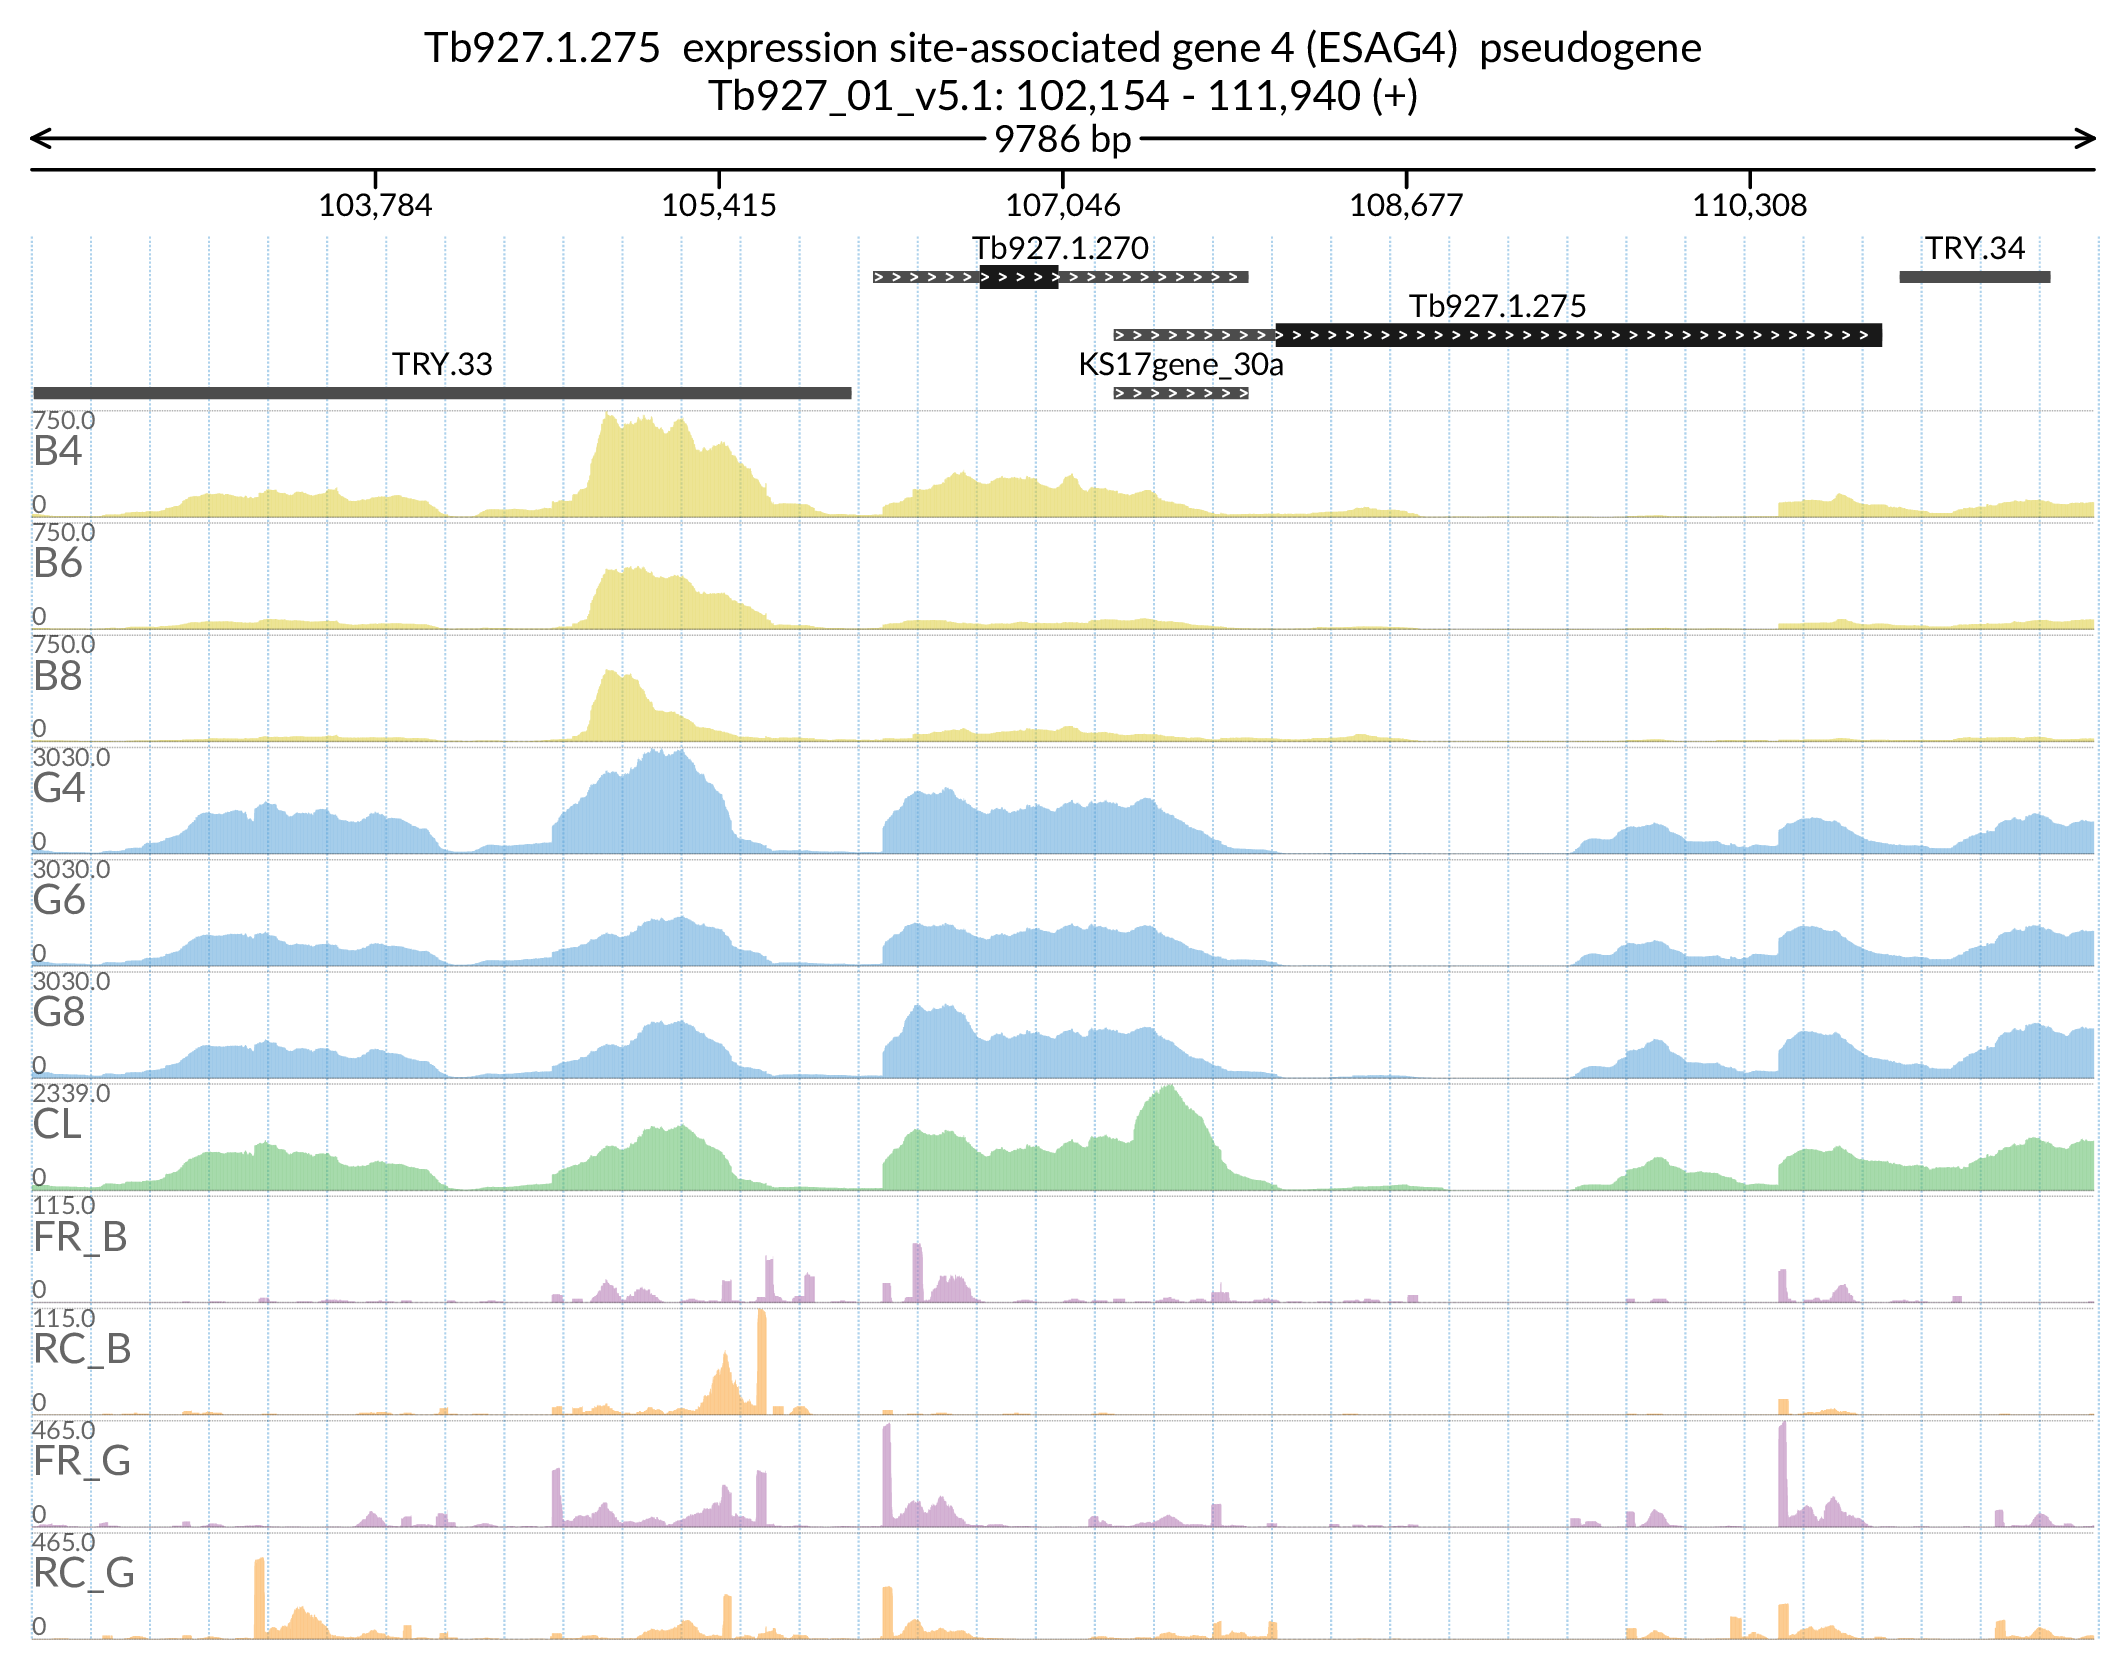 Tb927.1.275  expression site-associated gene 4 (ESAG4)  pseudogene
Tb927_01_v5.1: 102,154 - 111,940 (+)
9786 bp
103,784 105,415 107,046 108,677 110,308
Tb927.1.270 TRY.34
Tb927.1.275
TRY.33 KS17gene_30a
750.0
B4
0
750.0
B6
0
750.0
B8
0
3030.0
G4
0
3030.0
G6
0
3030.0
G8
0
2339.0
CL
0
115.0
FR_B
0
115.0
RC_B
0
465.0
FR_G
0
465.0
RC_G
0